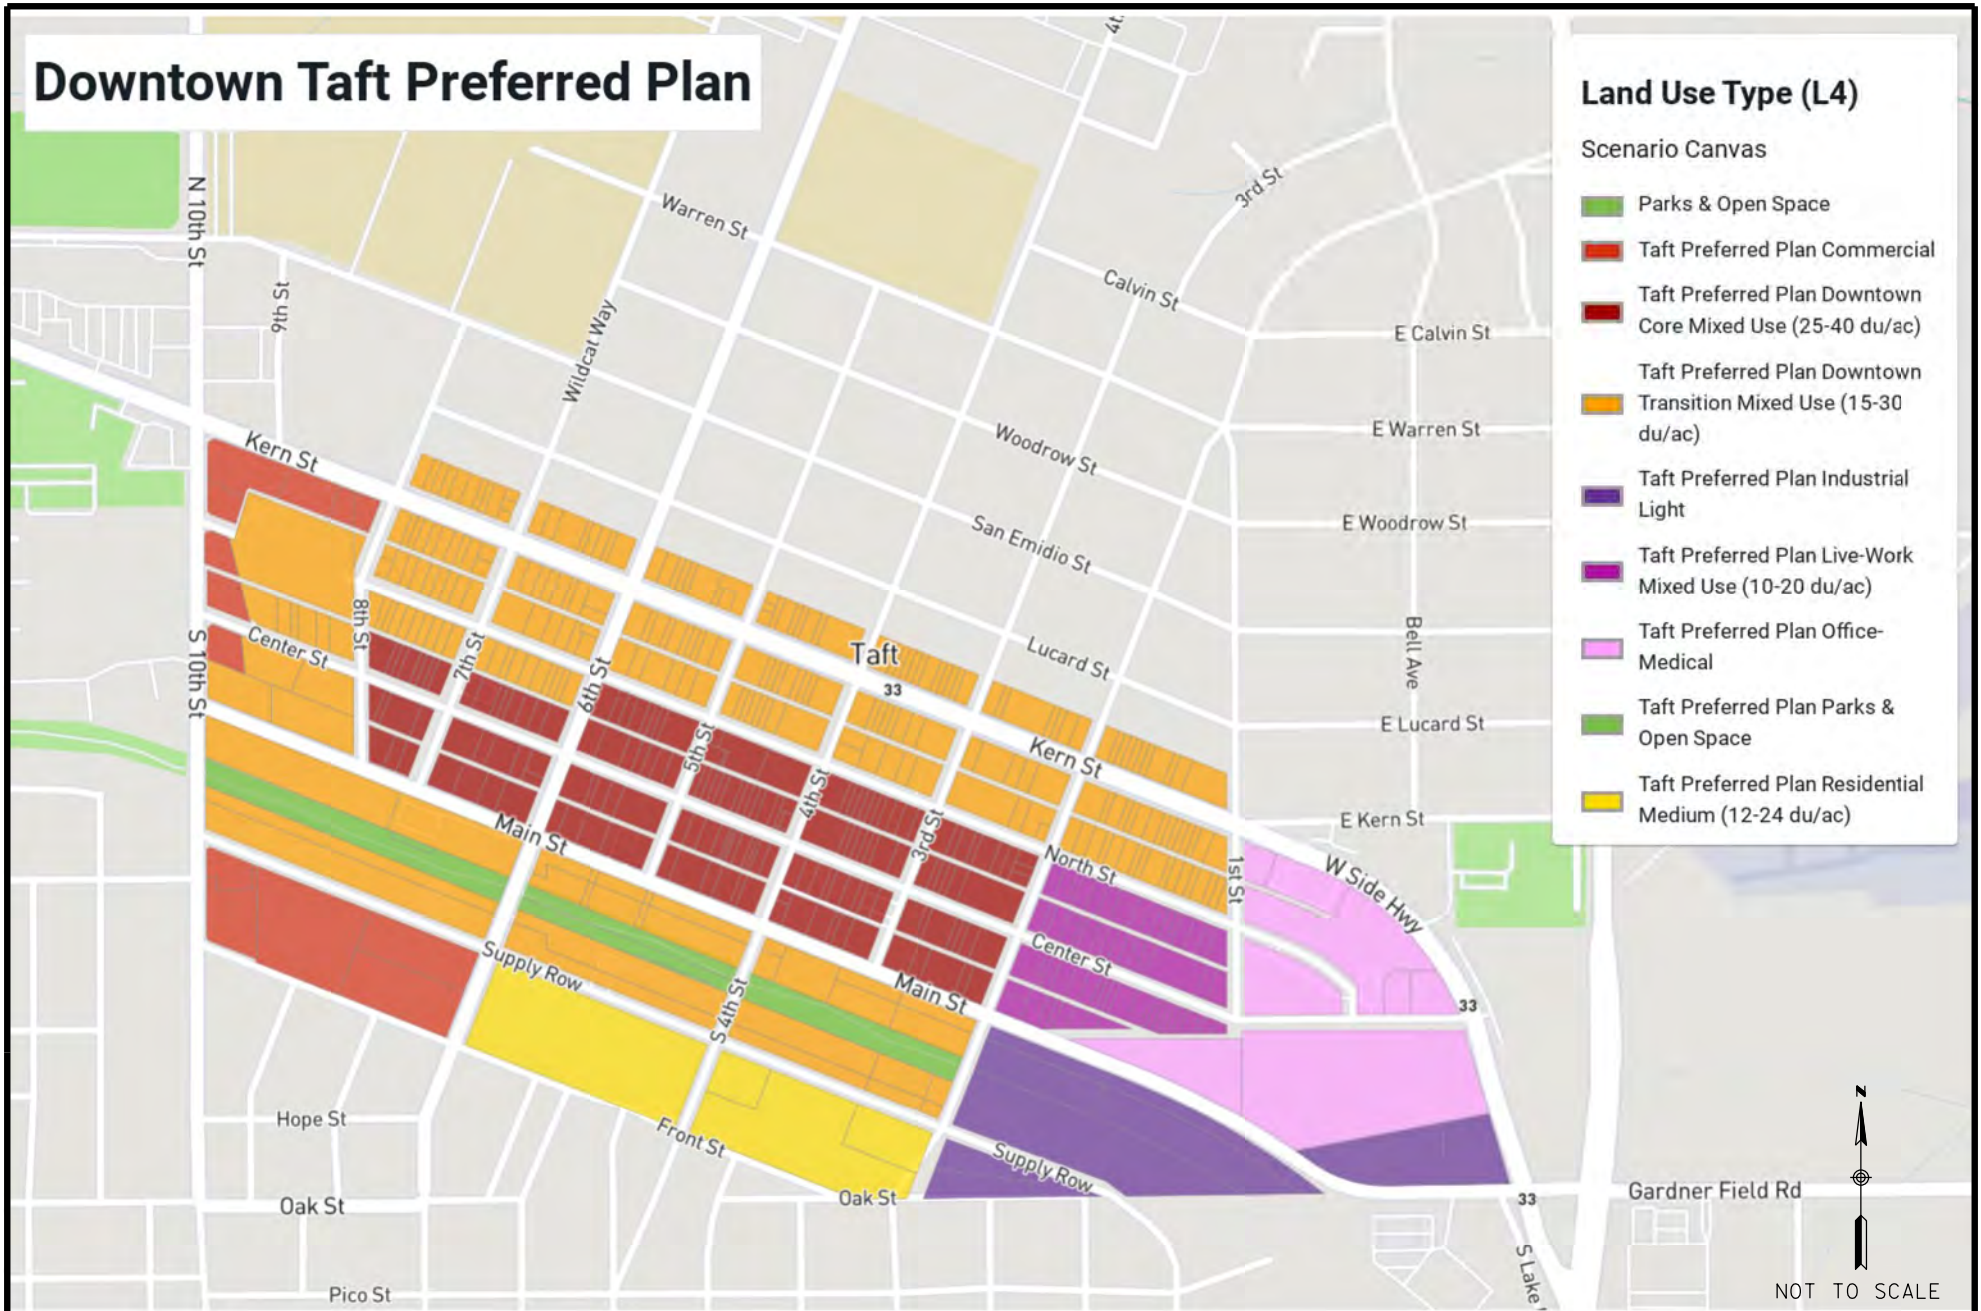 Downtown Taft Preferred Plan
Land Use Type (L4)
Scenario Canvas
Parks & Open Space
Taft Preferred Plan Commercial
Taft Preferred Plan Downtown
Core Mixed Use (25-40 du/ac)
Taft Preferred Plan Downtown
Transition Mixed Use (15-30
du/ac)
Taft Preferred Plan Industrial
Light
Taft Preferred Plan Live-Work
Mixed Use (10-20 du/ac)
Taft Preferred Plan Office-
Medical
Taft Preferred Plan Parks &
Open Space
Taft Preferred Plan Residential
Medium (12-24 du/ac)
N 10th St
9th St
Wildcat Way
Warren St
3rd St
Calvin St
E Calvin St
Kern St
Woodrow St
E Warren St
San Emidio St
E Woodrow St
8th St
Center St
7th St
6th St
Taft
33
Lucard St
Bell Ave
S 10th St
5th St
4th St
3rd St
Kern St
E Lucard St
Main St
North St
1st St
E Kern St
W Side Hwy
Supply Row
S 4th St
Main St
Center St
33
Hope St
Front St
Supply Row
Oak St
Oak St
33
Gardner Field Rd
S Lake
Pico St
N
NOT TO SCALE